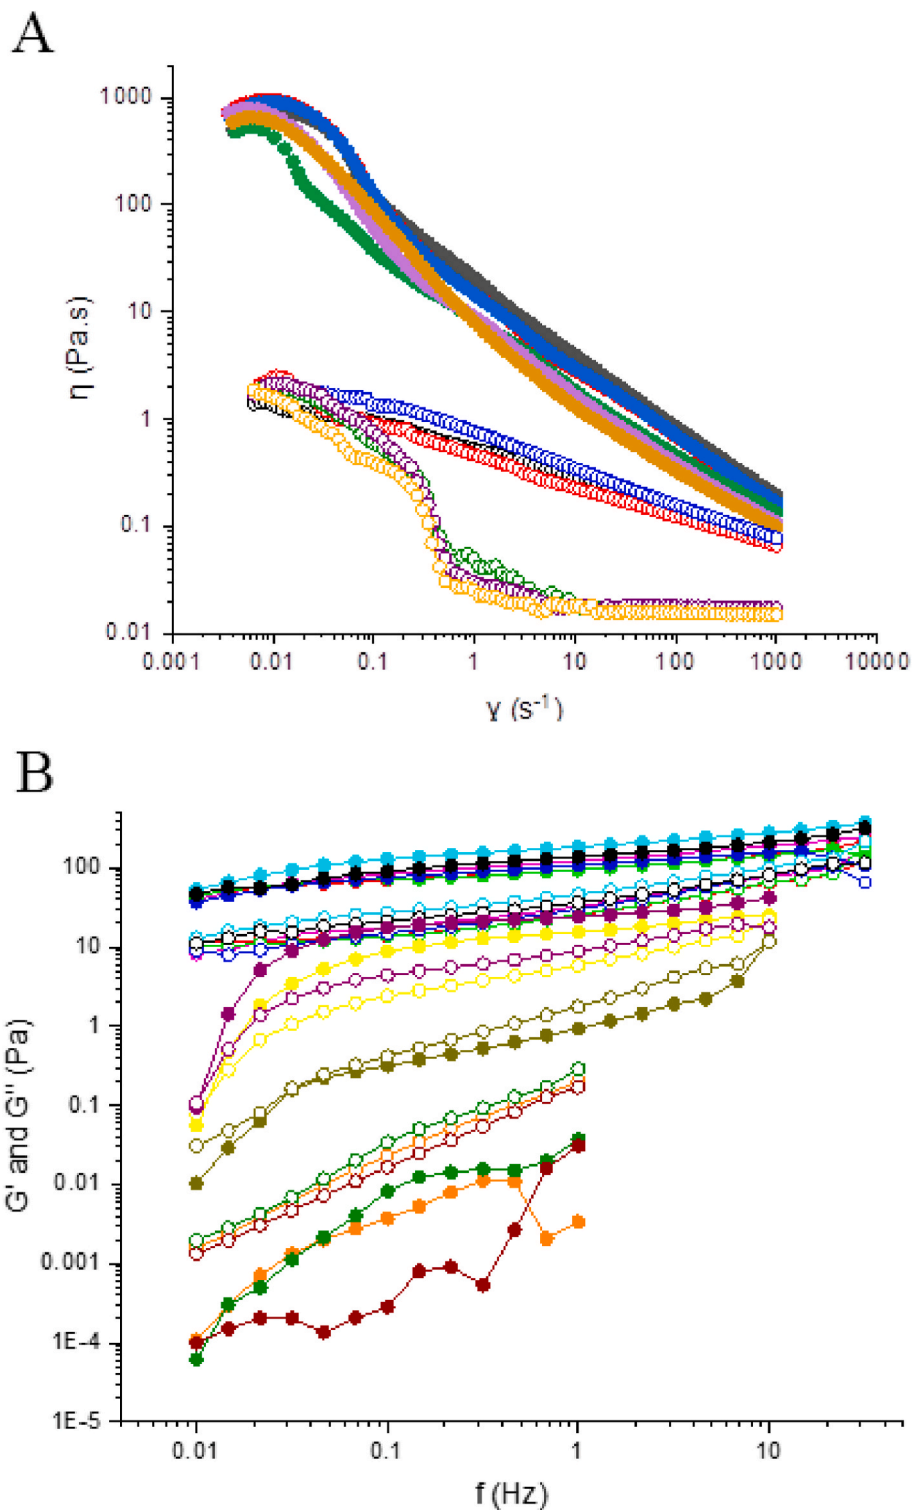 A
1000
100
10
1
0.1
0.01
η (Pa.s)
0.001 0.01 0.1 1 10 100 1000 10000
γ (s-1)
B
100
10
1
0.1
0.01
0.001
1E-4
1E-5
G' and G'' (Pa)
0.01 0.1 1 10
f (Hz)